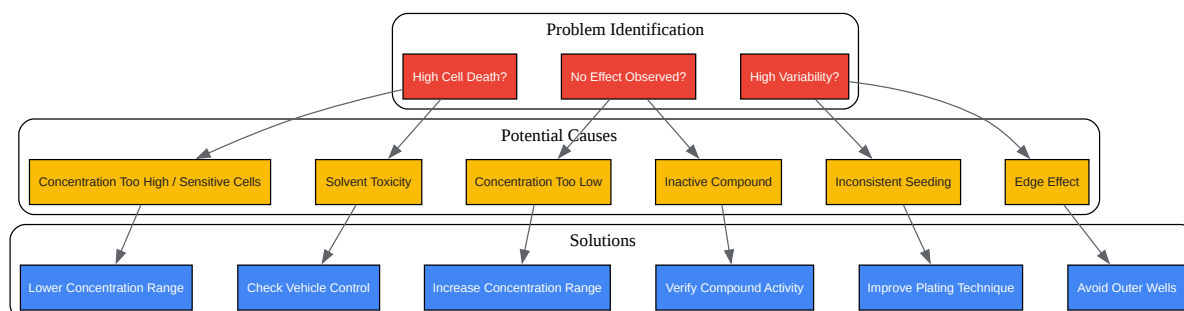 Problem Identification
High Cell Death?
No Effect Observed?
High Variability?
Potential Causes
Concentration Too High / Sensitive Cells
Solvent Toxicity
Concentration Too Low
Inactive Compound
Inconsistent Seeding
Edge Effect
Solutions
Lower Concentration Range
Check Vehicle Control
Increase Concentration Range
Verify Compound Activity
Improve Plating Technique
Avoid Outer Wells